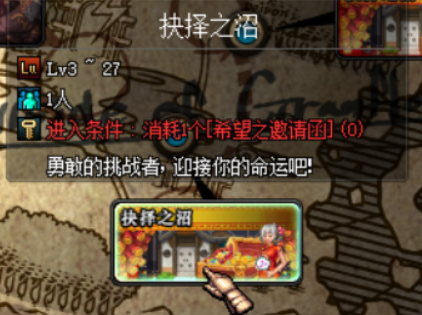 抉择之沼
Lv Lv3 ~ 27
1人
进入条件：消耗1个[希望之邀请函] (0)
勇敢的挑战者, 迎接你的命运吧!
抉择之沼